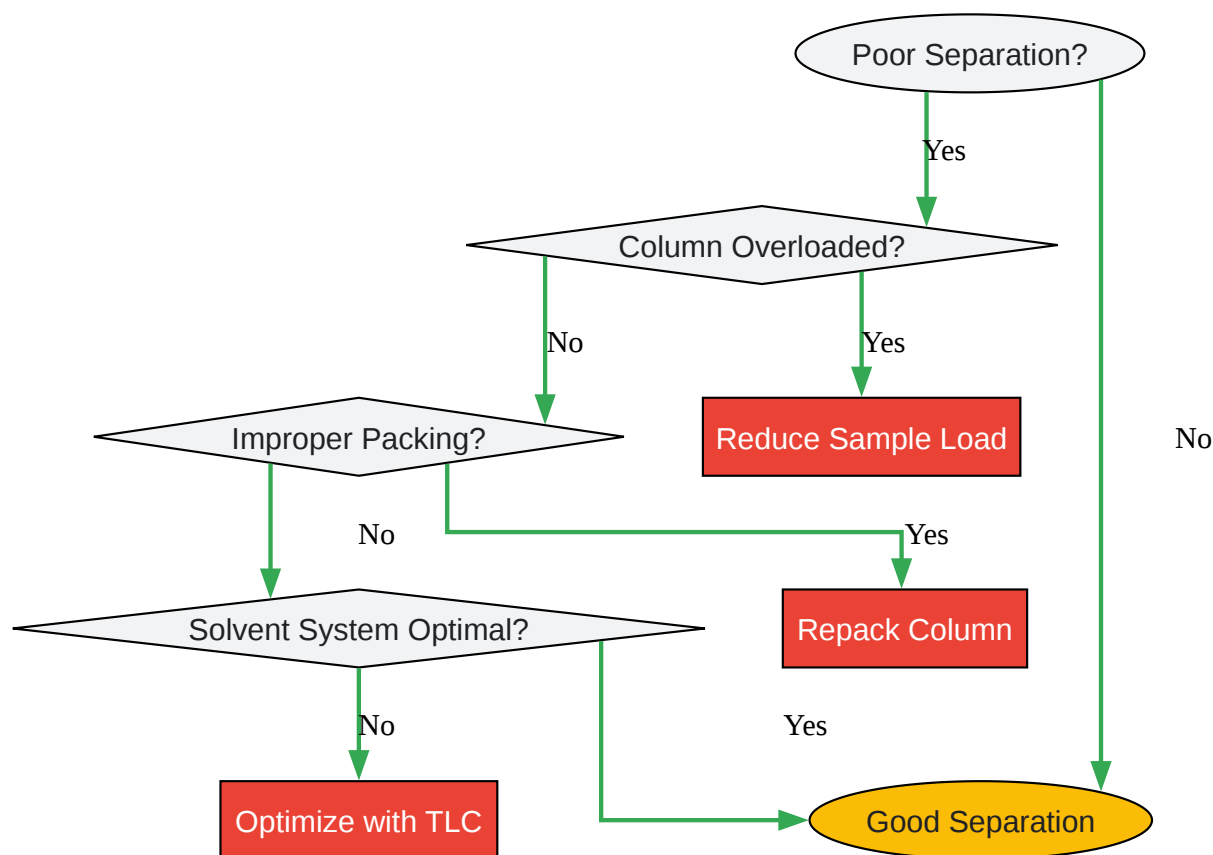 Poor Separation?
Yes
Column Overloaded?
No
Yes
Improper Packing?
Reduce Sample Load
No
No
Yes
Solvent System Optimal?
Repack Column
No
Yes
Optimize with TLC
Good Separation